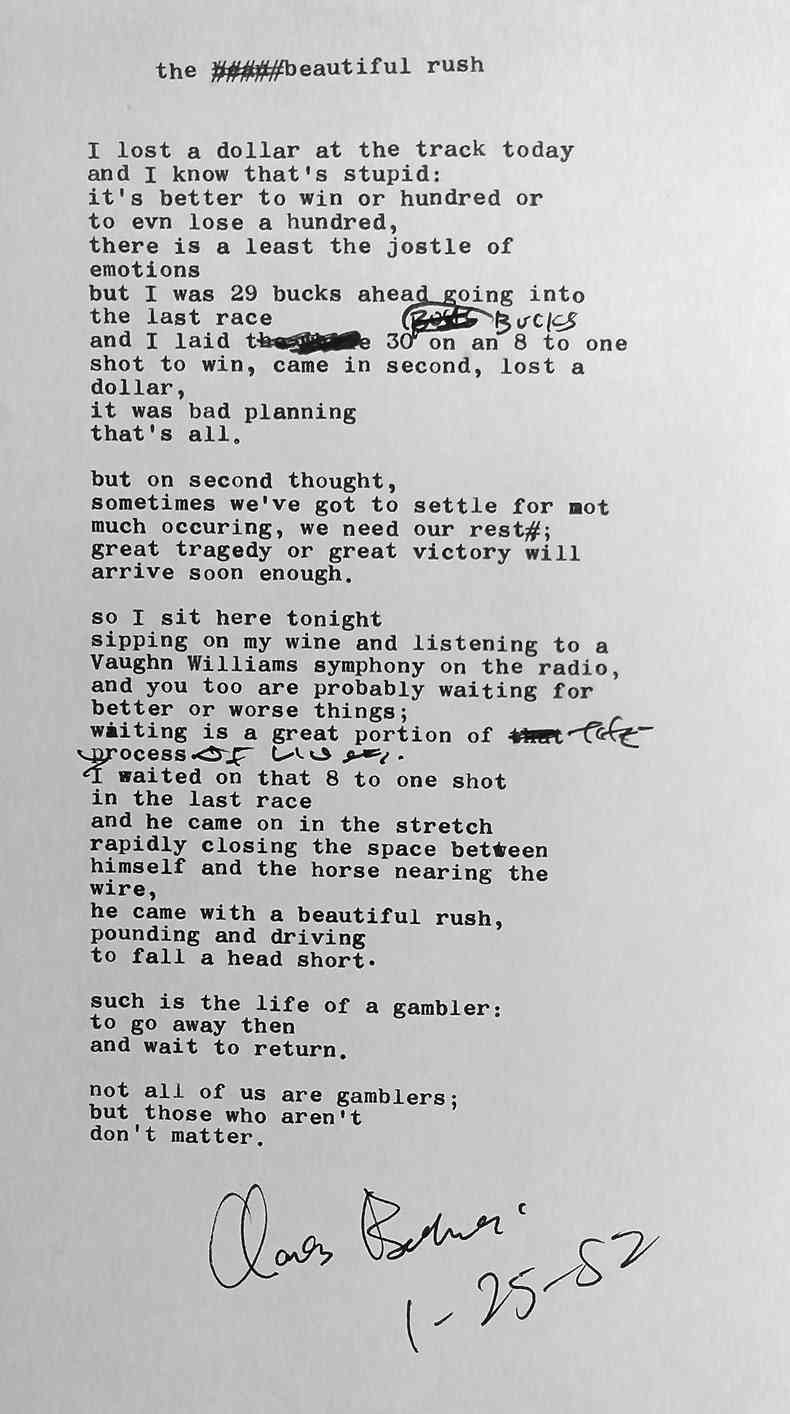 the #####beautiful rush
I lost a dollar at the track today
and I know that's stupid:
it's better to win or hundred or
to evn lose a hundred,
there is a least the jostle of
emotions
but I was 29 bucks ahead going into
the last race BUCKS
and I laid 30 on an 8 to one
shot to win, came in second, lost a
dollar,
it was bad planning
that's all.
but on second thought,
sometimes we've got to settle for not
much occuring, we need our rest#;
great tragedy or great victory will
arrive soon enough.
so I sit here tonight
sipping on my wine and listening to a
Vaughn Williams symphony on the radio,
and you too are probably waiting for
better or worse things;
waiting is a great portion of that
process OF
I waited on that 8 to one shot
in the last race
and he came on in the stretch
rapidly closing the space between
himself and the horse nearing the
wire,
he came with a beautiful rush,
pounding and driving
to fall a head short.
such is the life of a gambler:
to go away then
and wait to return.
not all of us are gamblers;
but those who aren't
don't matter.
1-25-82